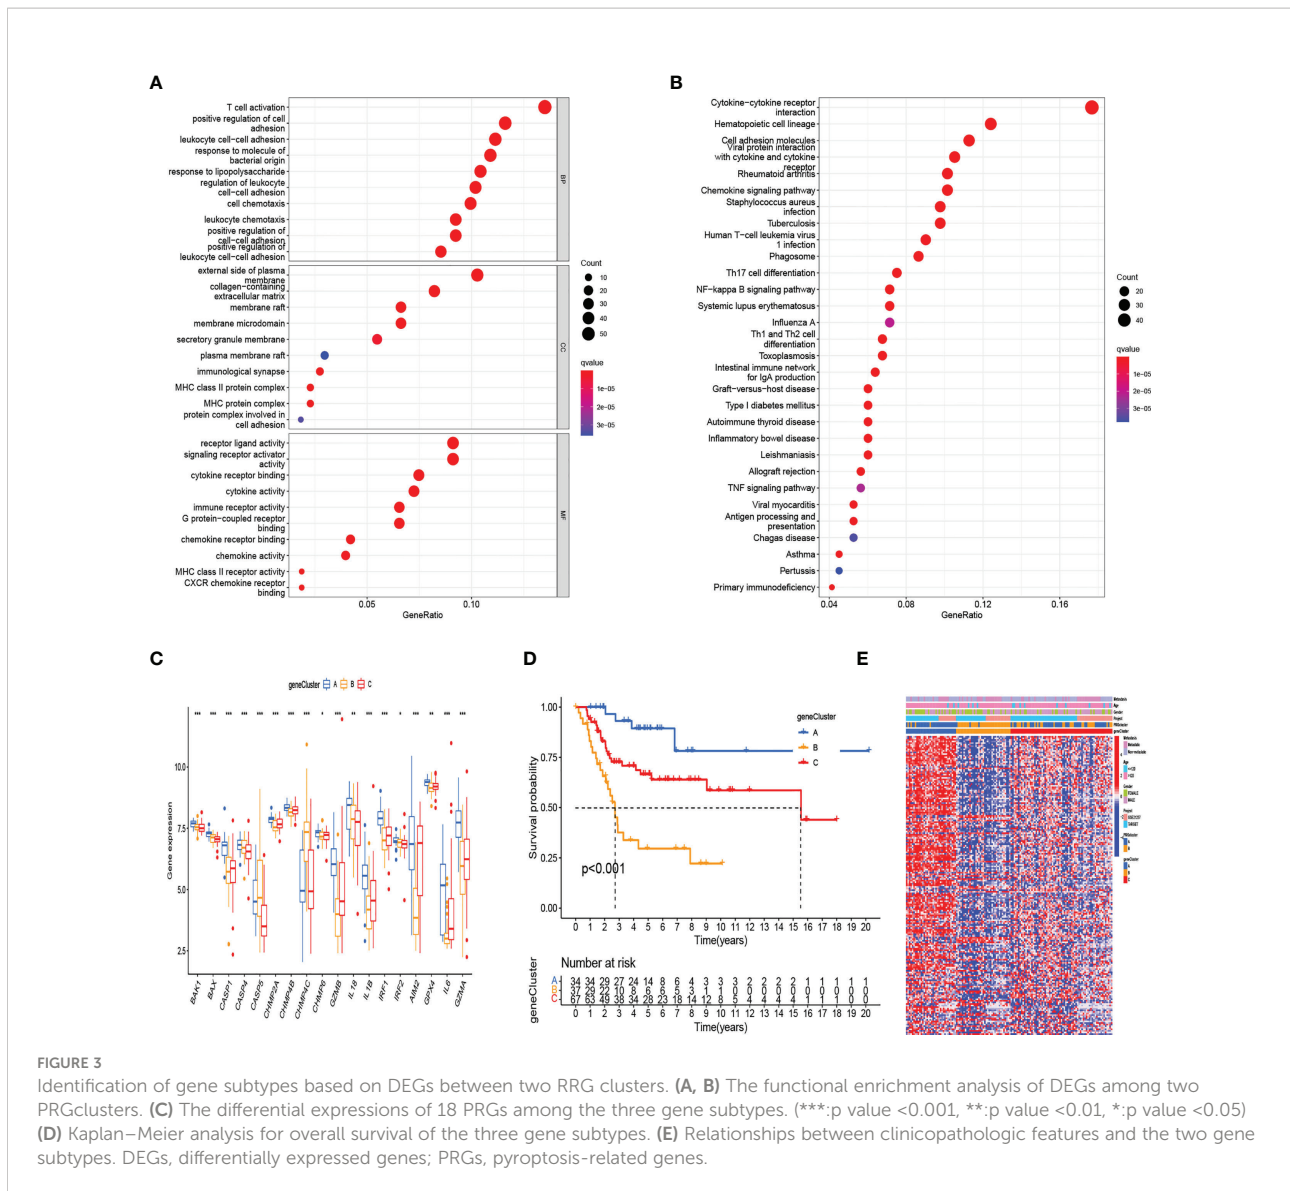 A
T cell activation
positive regulation of cell
adhesion
leukocyte cell-cell adhesion
response to molecule of
bacterial origin
response to lipopolysaccharide
regulation of leukocyte
cell-cell adhesion
cell chemotaxis
leukocyte chemotaxis
positive regulation of
cell-cell adhesion
positive regulation of
leukocyte cell-cell adhesion
BP
external side of plasma
membrane
collagen-containing
extracellular matrix
membrane raft
membrane microdomain
secretory granule membrane
plasma membrane raft
immunological synapse
MHC class II protein complex
MHC protein complex
protein complex involved in
cell adhesion
CC
receptor ligand activity
signaling receptor activator
activity
cytokine receptor binding
cytokine activity
immune receptor activity
G protein-coupled receptor
binding
chemokine receptor binding
chemokine activity
MHC class II receptor activity
CXCR chemokine receptor
binding
MF
0.05 0.10
GeneRatio
Count
10
20
30
40
50
qvalue
1e-05
2e-05
3e-05
B
Cytokine-cytokine receptor
interaction
Hematopoietic cell lineage
Cell adhesion molecules
Viral protein interaction
with cytokine and cytokine
receptor
Rheumatoid arthritis
Chemokine signaling pathway
Staphylococcus aureus
infection
Tuberculosis
Human T-cell leukemia virus
1 infection
Phagosome
Th17 cell differentiation
NF-kappa B signaling pathway
Systemic lupus erythematosus
Influenza A
Th1 and Th2 cell
differentiation
Toxoplasmosis
Intestinal immune network
for IgA production
Graft-versus-host disease
Type I diabetes mellitus
Autoimmune thyroid disease
Inflammatory bowel disease
Leishmaniasis
Allograft rejection
TNF signaling pathway
Viral myocarditis
Antigen processing and
presentation
Chagas disease
Asthma
Pertussis
Primary immunodeficiency
0.04 0.08 0.12 0.16
GeneRatio
Count
20
30
40
qvalue
1e-05
2e-05
3e-05
C
geneCluster A B C
*** *** *** *** *** *** *** *** * *** ** *** *** * *** *** *** ***
Gene expression
10.0
7.5
5.0
2.5
BAK1 BAX CASP1 CASP4 CASP5 CHMP2A CHMP4B CHMP4C CHMP6 GZMB IL18 IL1B IRF1 IRF2 AIM2 GPX4 IL6 GZMA
D
geneCluster
A
B
C
Survival probability
1.00
0.75
0.50
0.25
0.00
p<0.001
0 1 2 3 4 5 6 7 8 9 10 11 12 13 14 15 16 17 18 19 20
Time(years)
Number at risk
geneCluster
A 34 34 29 27 24 14 8 6 4 3 3 2 2 2 2 2 1 1 1 1 1
B 37 29 22 10 8 6 5 3 1 1 0 0 0 0 0 0 0 0 0 0
C 67 63 49 38 34 28 23 18 14 12 8 5 4 4 4 4 1 1 1 0 0
0 1 2 3 4 5 6 7 8 9 10 11 12 13 14 15 16 17 18 19 20
Time(years)
E
Metastasis
Age
Gender
Project
PRGcluster
geneCluster
Metastasis
Metastatic
Non-metastatic
Age
Gender
FEMALE
MALE
Project
TARGET
PRGcluster
A
B
geneCluster
A
B
C
FIGURE 3
Identification of gene subtypes based on DEGs between two RRG clusters. (A, B) The functional enrichment analysis of DEGs among two
PRGclusters. (C) The differential expressions of 18 PRGs among the three gene subtypes. (***:p value <0.001, **:p value <0.01, *:p value <0.05)
(D) Kaplan–Meier analysis for overall survival of the three gene subtypes. (E) Relationships between clinicopathologic features and the two gene
subtypes. DEGs, differentially expressed genes; PRGs, pyroptosis-related genes.